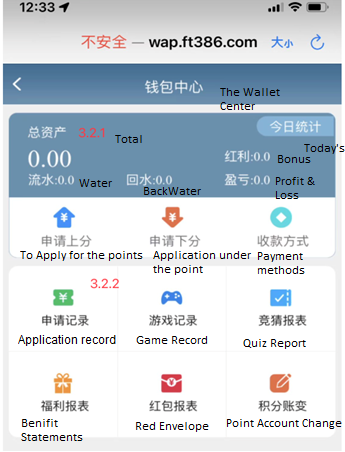 12:33
不安全 — wap.ft386.com 大小
钱包中心
The Wallet
Center
今日统计
Today's
总资产 3.2.1 Total
0.00
红利:0.0 Bonus
流水:0.0 Water 回水:0.0 BackWater 盈亏:0.0 Profit &
Loss
申请上分 申请下分 收款方式
To Apply for the points Application under
the point Payment
methods
3.2.2
申请记录 游戏记录 竞猜报表
Application record Game Record Quiz Report
福利报表 红包报表 积分账变
Benifit
Statements Red Envelope Point Account Change